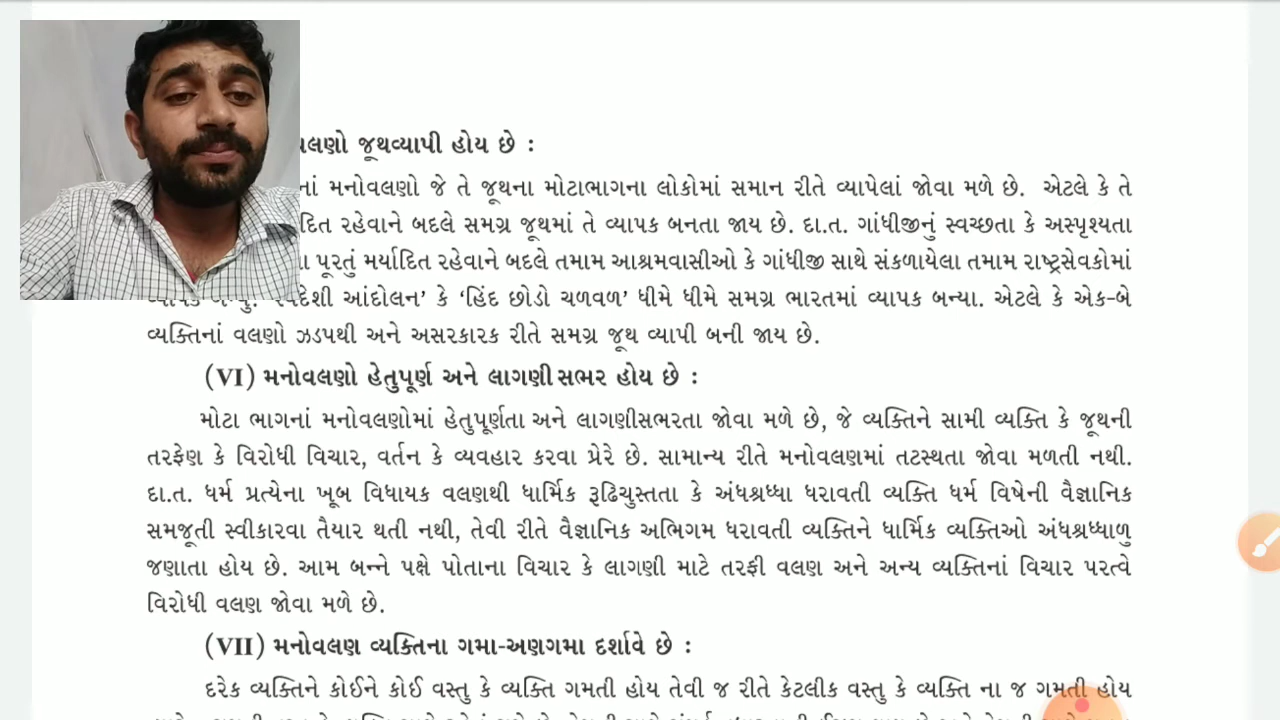 જૂથવ્યાપી હોય છે :
મનોવલણો જે તે જૂથના મોટાભાગના લોકોમાં સમાન રીતે વ્યાપેલાં જોવા મળે છે. એટલે કે તે
રહેવાને બદલે સમગ્ર જૂથમાં તે વ્યાપક બનતા જાય છે. દા.ત. ગાંધીજીનું સ્વચ્છતા કે અસ્પૃશ્યતા
પૂરતું મર્યાદિત રહેવાને બદલે તમામ આશ્રમવાસીઓ કે ગાંધીજી સાથે સંકળાયેલા તમામ રાષ્ટ્રસેવકોમાં
આંદોલન’ કે ‘હિંદ છોડો ચળવળ’ ધીમે ધીમે સમગ્ર ભારતમાં વ્યાપક બન્યા. એટલે કે એક-બે
વ્યક્તિનાં વલણો ઝડપથી અને અસરકારક રીતે સમગ્ર જૂથ વ્યાપી બની જાય છે.
(VI) મનોવલણો હેતુપૂર્ણ અને લાગણીસભર હોય છે :
મોટા ભાગનાં મનોવલણોમાં હેતુપૂર્ણતા અને લાગણીસભરતા જોવા મળે છે, જે વ્યક્તિને સામી વ્યક્તિ કે જૂથની
તરફેણ કે વિરોધી વિચાર, વર્તન કે વ્યવહાર કરવા પ્રેરે છે. સામાન્ય રીતે મનોવલણમાં તટસ્થતા જોવા મળતી નથી.
દા.ત. ધર્મ પ્રત્યેના ખૂબ વિધાયક વલણથી ધાર્મિક રૂઢિચુસ્તતા કે અંધશ્રધ્ધા ધરાવતી વ્યક્તિ ધર્મ વિષેની વૈજ્ઞાનિક
સમજૂતી સ્વીકારવા તૈયાર થતી નથી, તેવી રીતે વૈજ્ઞાનિક અભિગમ ધરાવતી વ્યક્તિને ધાર્મિક વ્યક્તિઓ અંધશ્રધ્ધાળુ
જણાતા હોય છે. આમ બન્ને પક્ષે પોતાના વિચાર કે લાગણી માટે તરફી વલણ અને અન્ય વ્યક્તિનાં વિચાર પરત્વે
વિરોધી વલણ જોવા મળે છે.
(VII) મનોવલણ વ્યક્તિના ગમા-અણગમા દર્શાવે છે :
દરેક વ્યક્તિને કોઈને કોઈ વસ્તુ કે વ્યક્તિ ગમતી હોય તેવી જ રીતે કેટલીક વસ્તુ કે વ્યક્તિ ના જ ગમતી હોય